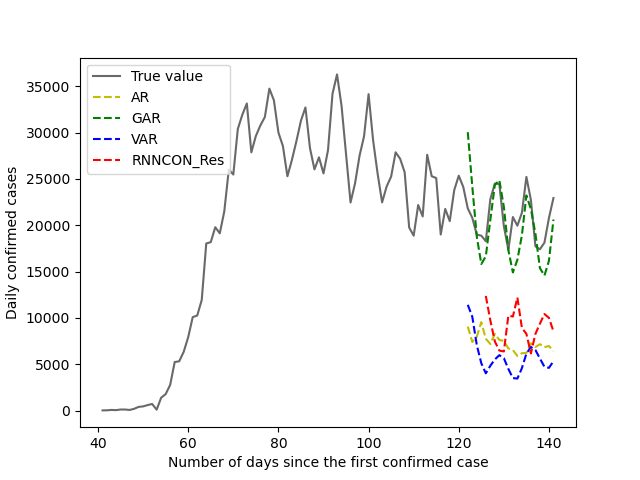 35000
30000
25000
20000
15000
10000
5000
0
Daily confirmed cases
True value
AR
GAR
VAR
RNNCON_Res
40 60 80 100 120 140
Number of days since the first confirmed case